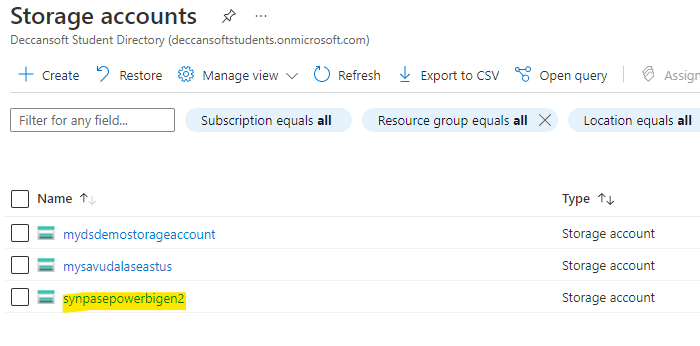 Storage accounts ...
Deccansoft Student Directory (deccansoftstudents.onmicrosoft.com)
+ Create Restore Manage view Refresh Export to CSV Open query Assig
Filter for any field... Subscription equals all Resource group equals all Location equals all
Name ↑↓ Type ↑↓
mydsdemostorageaccount Storage account
mysavudalaseastus Storage account
synpasepowerbigen2 Storage account